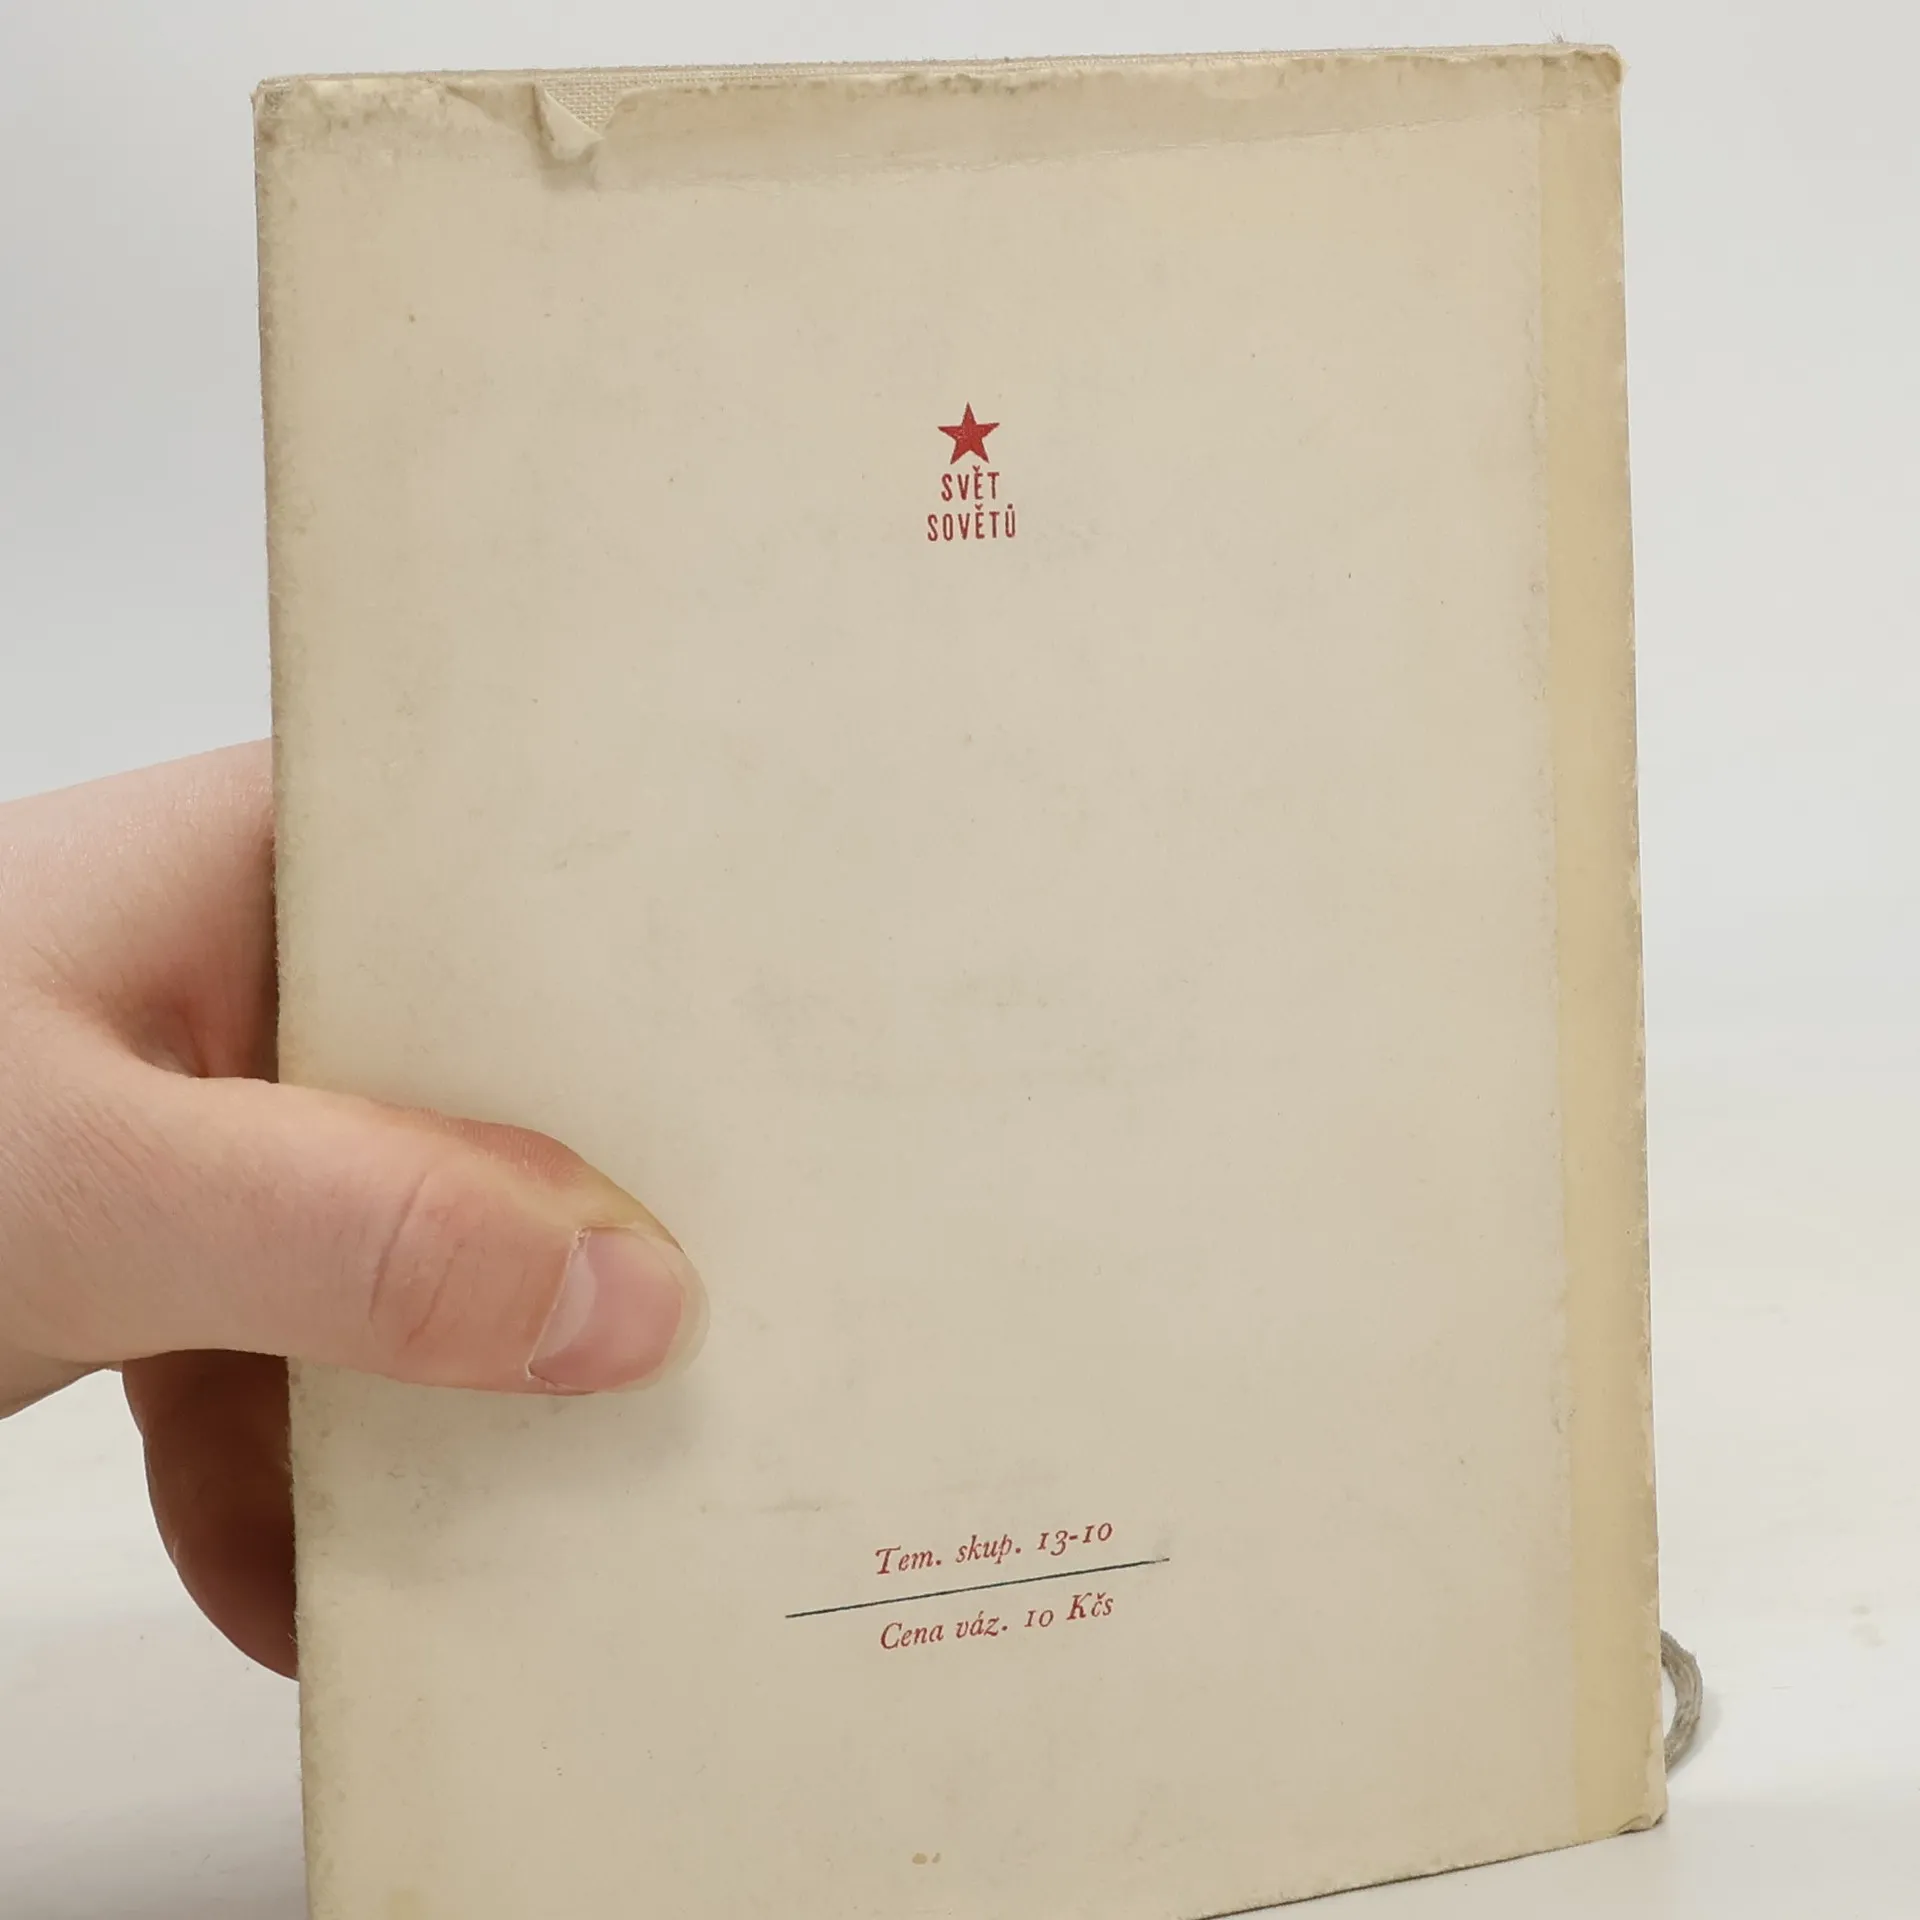 SVĚT
SOVĚTŮ
Tem. skup. 13-10
Cena váz. 10 Kčs